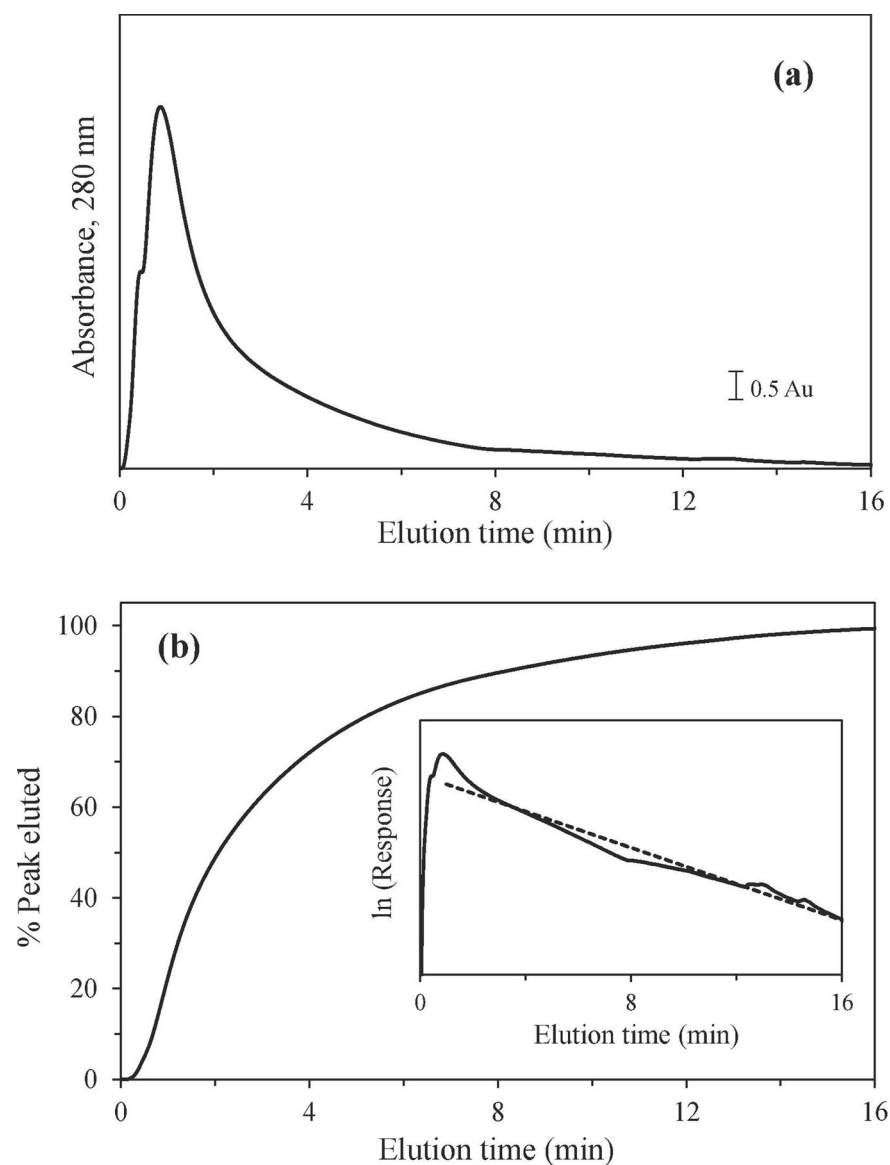 (a)
Absorbance, 280 nm
0.5 Au
0 4 8 12 16
Elution time (min)
(b)
% Peak eluted
100
80
60
40
20
0
ln (Response)
0 8 16
Elution time (min)
0 4 8 12 16
Elution time (min)